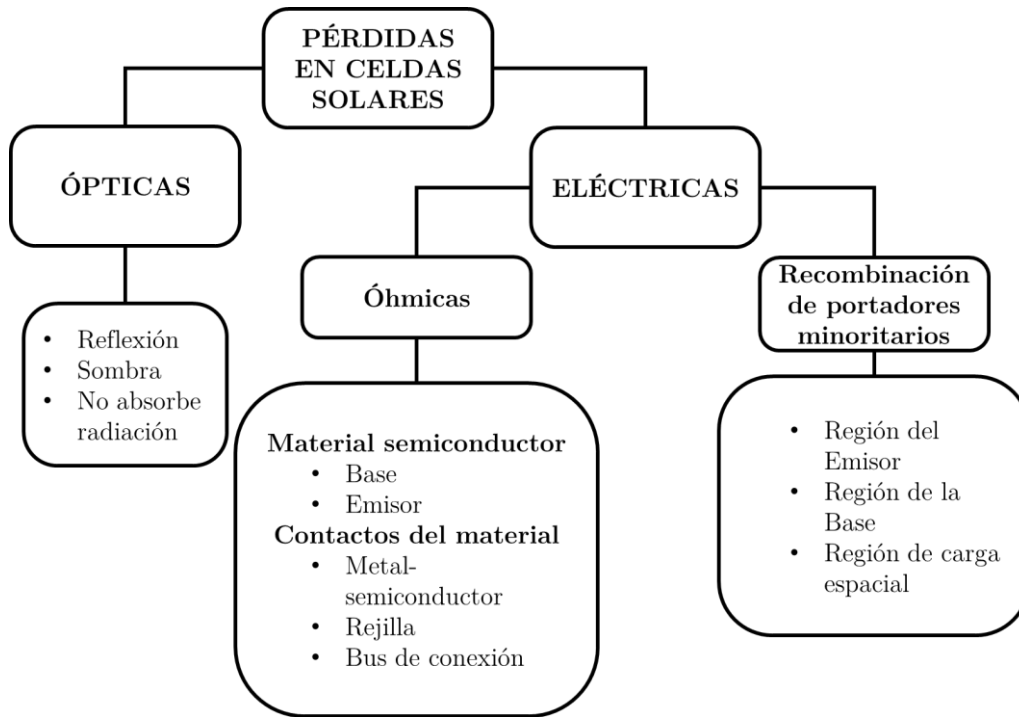 PÉRDIDAS
EN CELDAS
SOLARES
ÓPTICAS
ELÉCTRICAS
Óhmicas
Recombinación
de portadores
minoritarios
• Reflexión
• Sombra
• No absorbe
radiación
Material semiconductor
• Base
• Emisor
Contactos del material
• Metal-
semiconductor
• Rejilla
• Bus de conexión
• Región del
Emisor
• Región de la
Base
• Región de carga
espacial